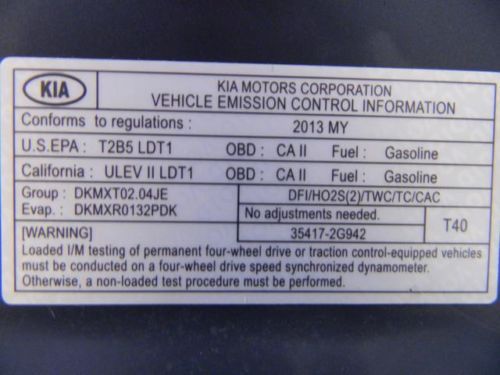 KIA
KIA MOTORS CORPORATION
VEHICLE EMISSION CONTROL INFORMATION
Conforms to regulations : 2013 MY
U.S.EPA : T2B5 LDT1 OBD : CA II Fuel : Gasoline
California : ULEV II LDT1 OBD : CA II Fuel : Gasoline
Group : DKMXT02.04JE DFI/HO2S(2)/TWC/TC/CAC
Evap. : DKMXR0132PDK No adjustments needed. T40
35417-2G942
[WARNING]
Loaded I/M testing of permanent four-wheel drive or traction control-equipped vehicles
must be conducted on a four-wheel drive speed synchronized dynamometer.
Otherwise, a non-loaded test procedure must be performed.